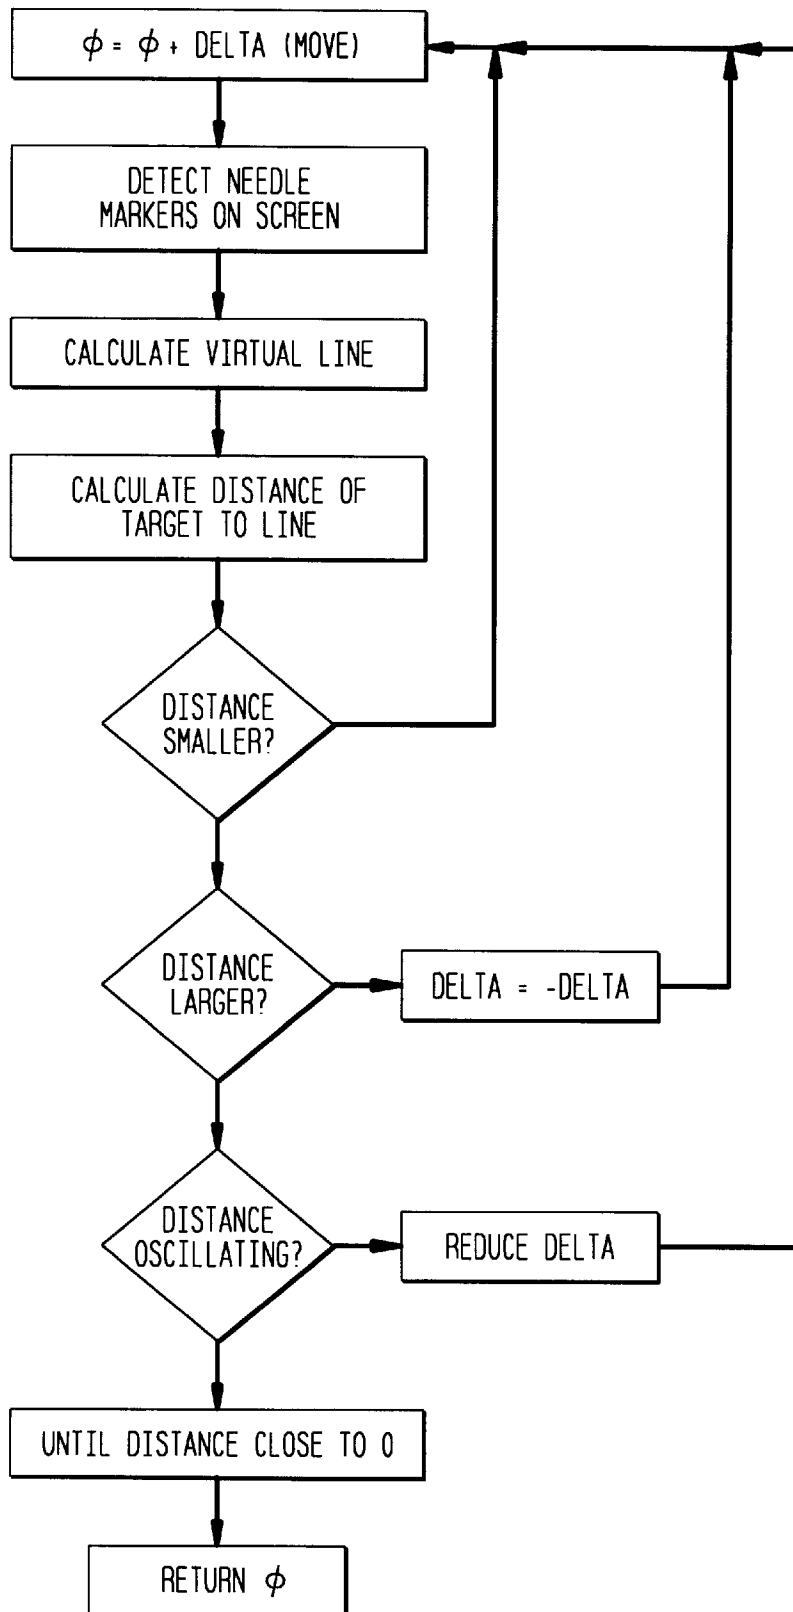 ϕ = ϕ + DELTA (MOVE)
DETECT NEEDLE
MARKERS ON SCREEN
CALCULATE VIRTUAL LINE
CALCULATE DISTANCE OF
TARGET TO LINE
DISTANCE
SMALLER?
DISTANCE
LARGER?
DELTA = -DELTA
DISTANCE
OSCILLATING?
REDUCE DELTA
UNTIL DISTANCE CLOSE TO 0
RETURN ϕ